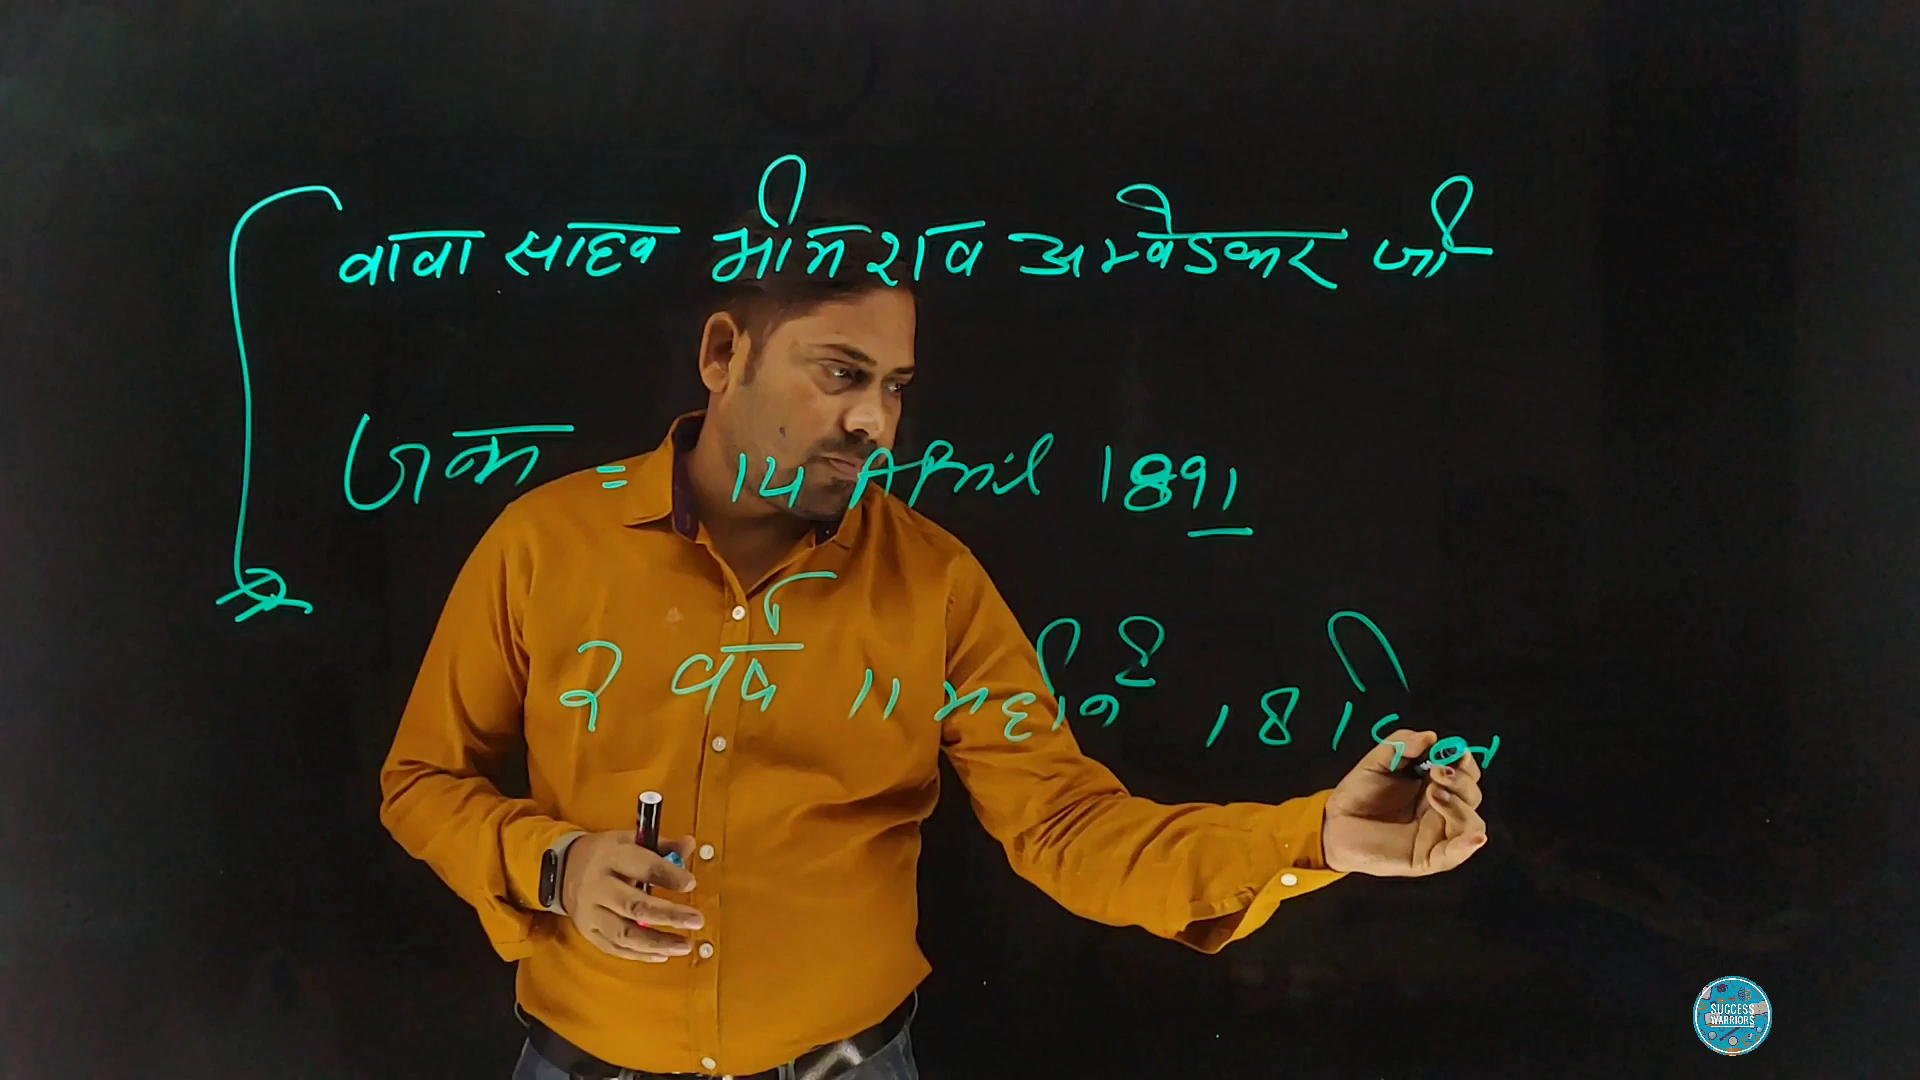 बाबा साहब भीमराव अम्बेडकर जी
जन्म = 14 April 1891
2 वर्ष 11 महीने 18 दिन
SUCCESS
WARRIORS